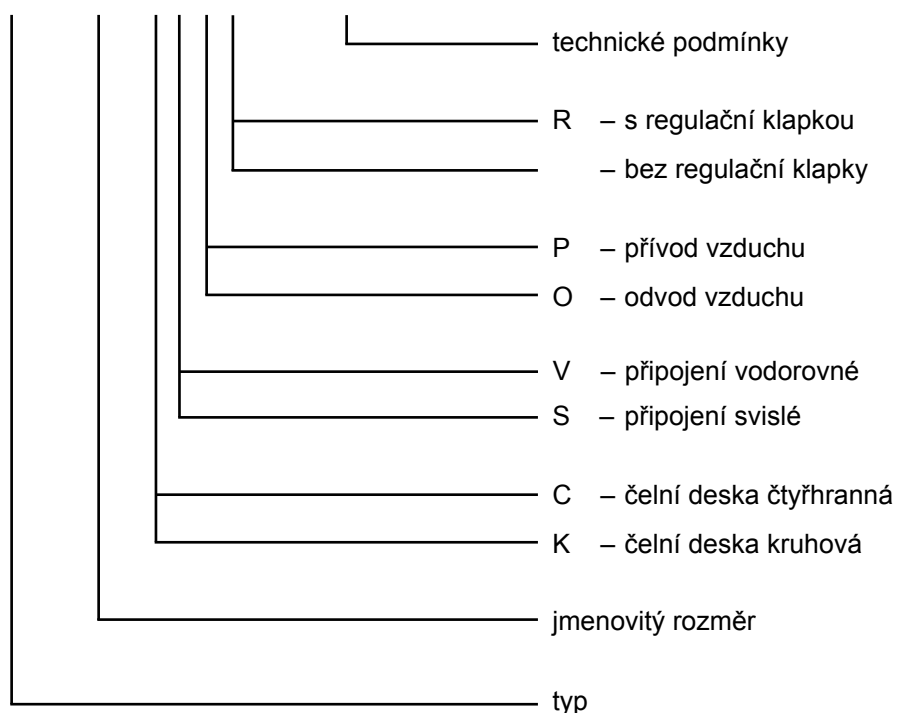 technické podmínky
R – s regulační klapkou
– bez regulační klapky
P – přívod vzduchu
O – odvod vzduchu
V – připojení vodorovné
S – připojení svislé
C – čelní deska čtyřhranná
K – čelní deska kruhová
jmenovitý rozměr
typ